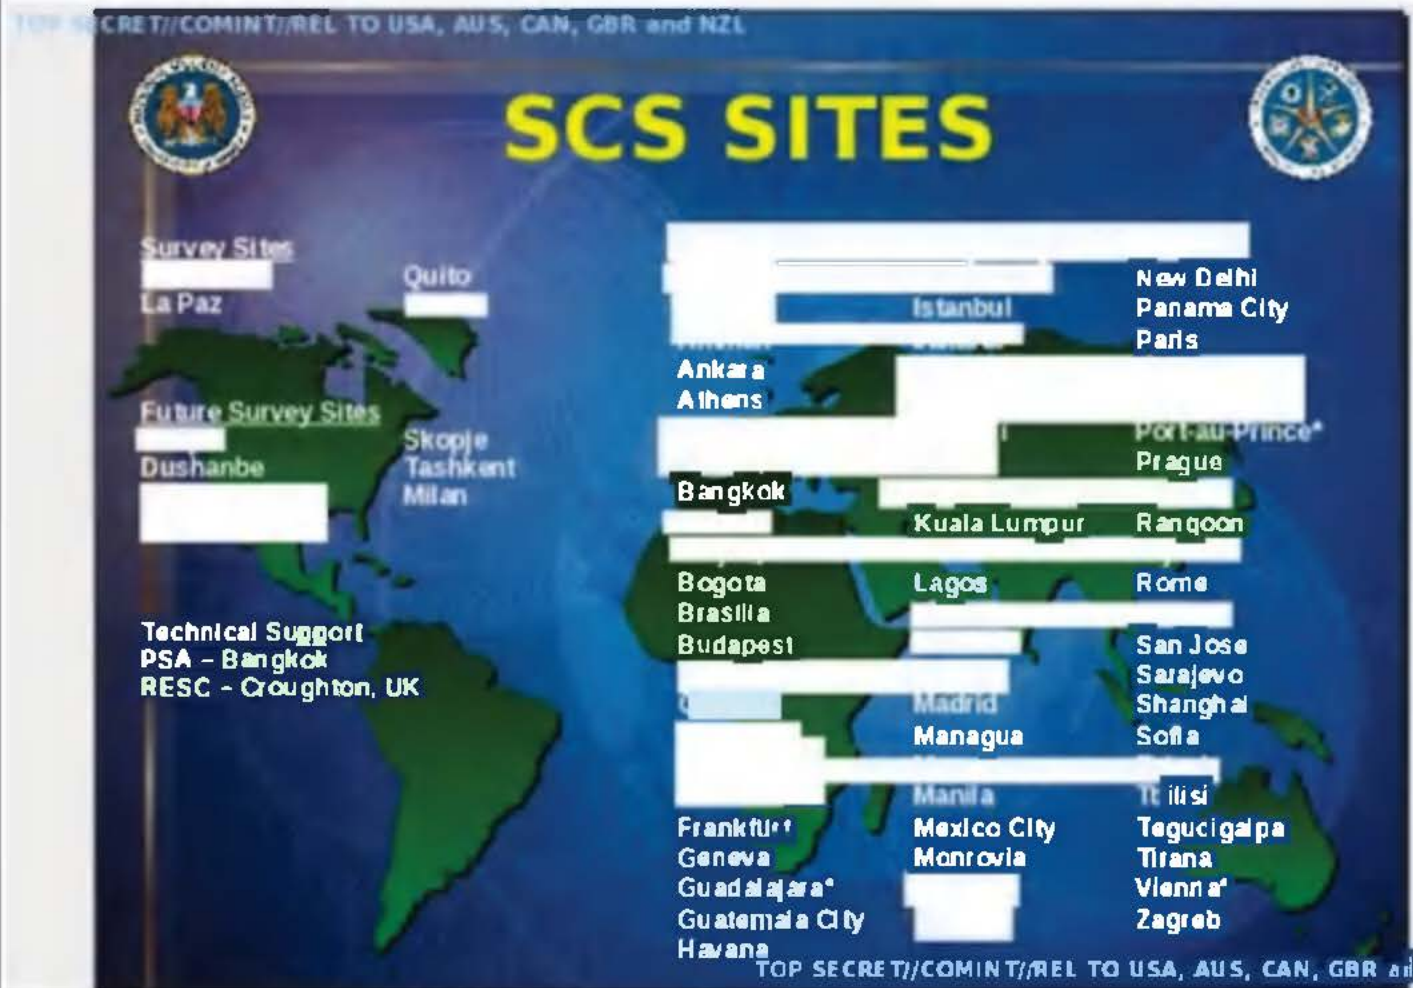 TOP SECRET//COMINT//REL TO USA, AUS, CAN, GBR and NZL
SCS SITES
Survey Sites
Quito
La Paz
Future Survey Sites
Skopje
Dushanbe
Tashkent
Milan
Technical Support
PSA – Bangkok
RESC – Croughton, UK
Ankara
Athens
Bangkok
Bogota
Brasilia
Budapest
Frankfurt
Geneva
Guadalajara*
Guatemala City
Havana
Istanbul
Kuala Lumpur
Lagos
Madrid
Managua
Manila
Mexico City
Monrovia
New Delhi
Panama City
Paris
Port-au-Prince*
Prague
Rangoon
Rome
San Jose
Sarajevo
Shanghai
Sofia
Tbilisi
Tegucigalpa
Tirana
Vienna*
Zagreb
TOP SECRET//COMINT//REL TO USA, AUS, CAN, GBR